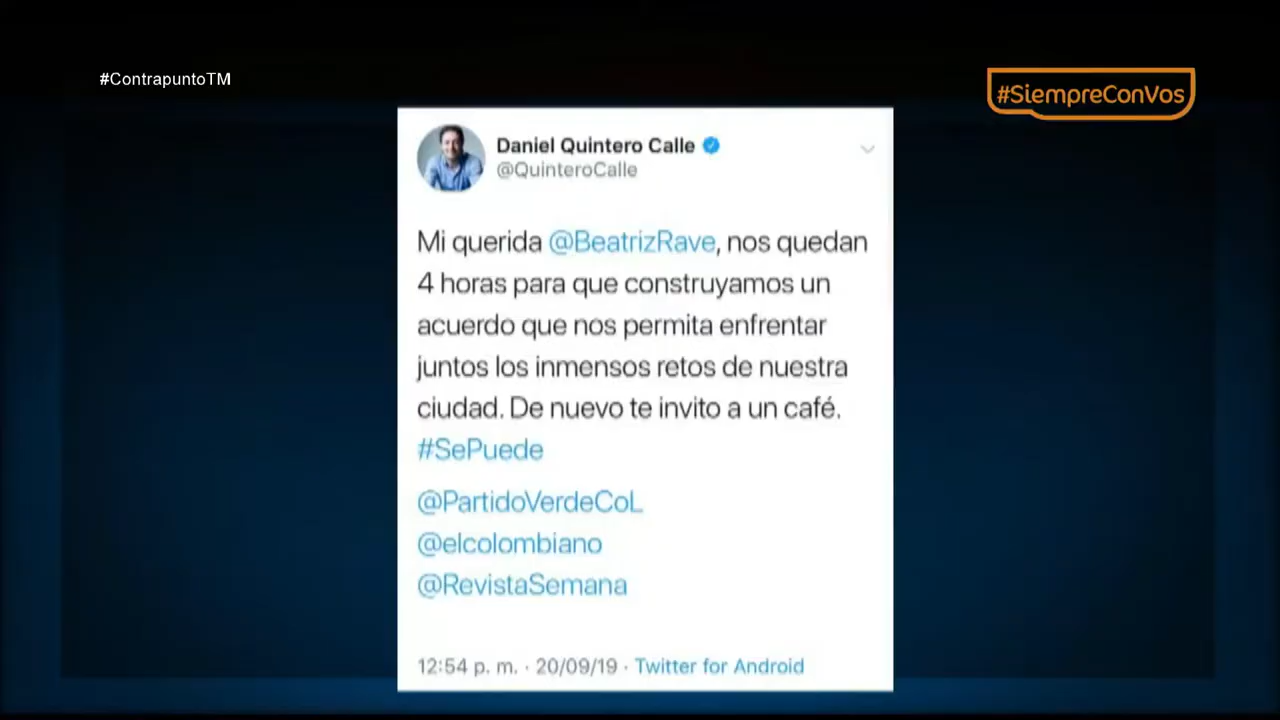 #ContrapuntoTM
#SiempreConVos
Daniel Quintero Calle
@QuinteroCalle
Mi querida @BeatrizRave, nos quedan
4 horas para que construyamos un
acuerdo que nos permita enfrentar
juntos los inmensos retos de nuestra
ciudad. De nuevo te invito a un café.
#SePuede
@PartidoVerdeCoL
@elcolombiano
@RevistaSemana
12:54 p. m. · 20/09/19 · Twitter for Android